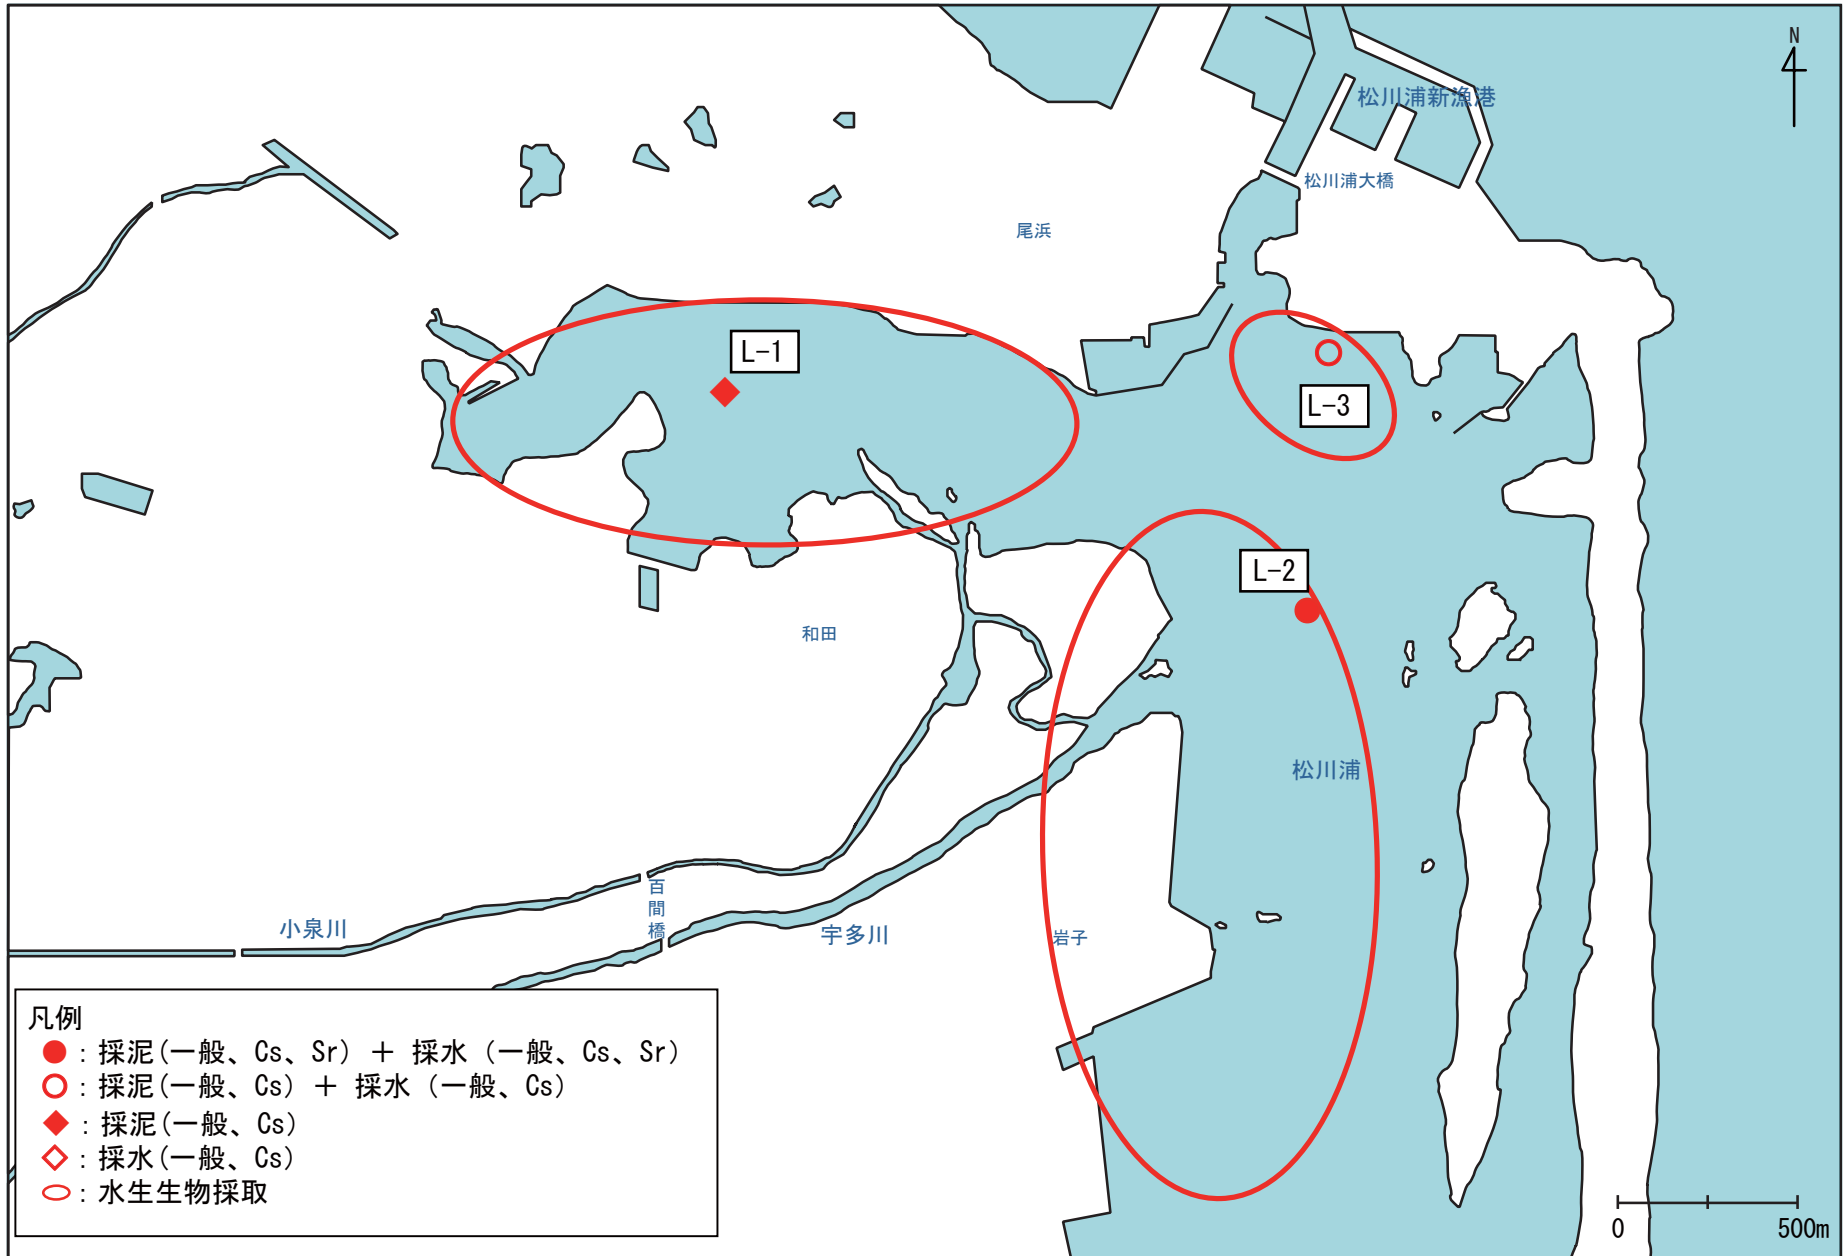 N
松川浦新漁港
松川浦大橋
尾浜
L-1
L-3
L-2
和田
松川浦
百間橋
小泉川
宇多川
岩子
凡例
: 採泥(一般、Cs、Sr) ＋ 採水 (一般、Cs、Sr)
: 採泥(一般、Cs) ＋ 採水 (一般、Cs)
: 採泥(一般、Cs)
: 採水(一般、Cs)
: 水生生物採取
0 500m